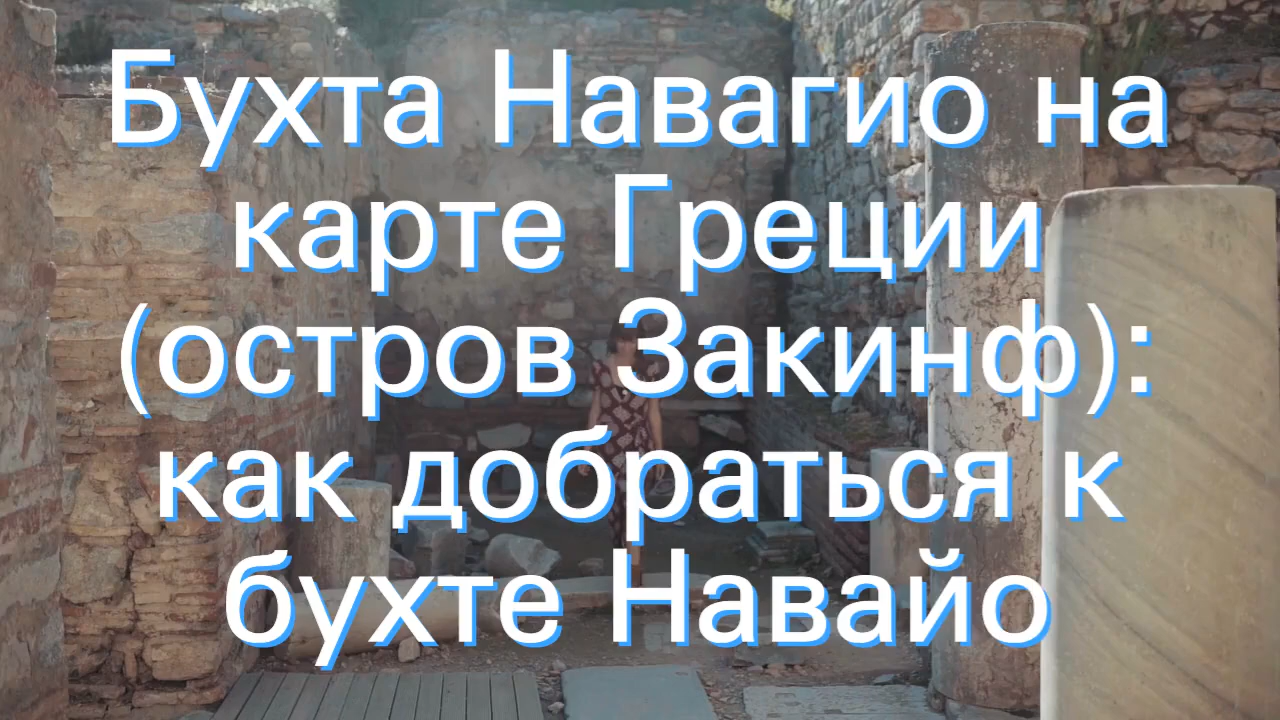 Бухта Навагио на
карте Греции
(остров Закинф):
как добраться к
бухте Навайо